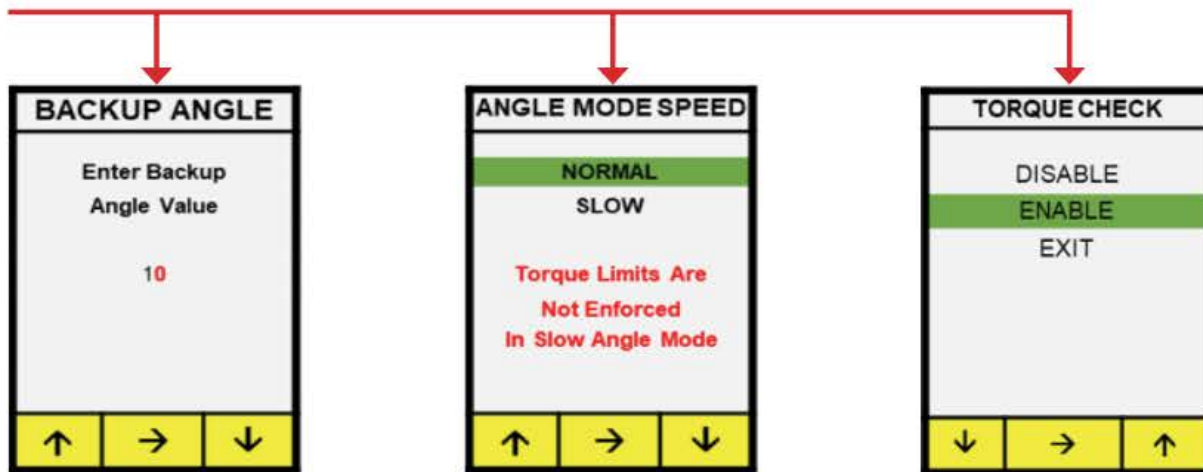 BACKUP ANGLE
Enter Backup
Angle Value
10
↑ → ↓
ANGLE MODE SPEED
NORMAL
SLOW
Torque Limits Are
Not Enforced
In Slow Angle Mode
↑ → ↓
TORQUE CHECK
DISABLE
ENABLE
EXIT
↓ → ↑